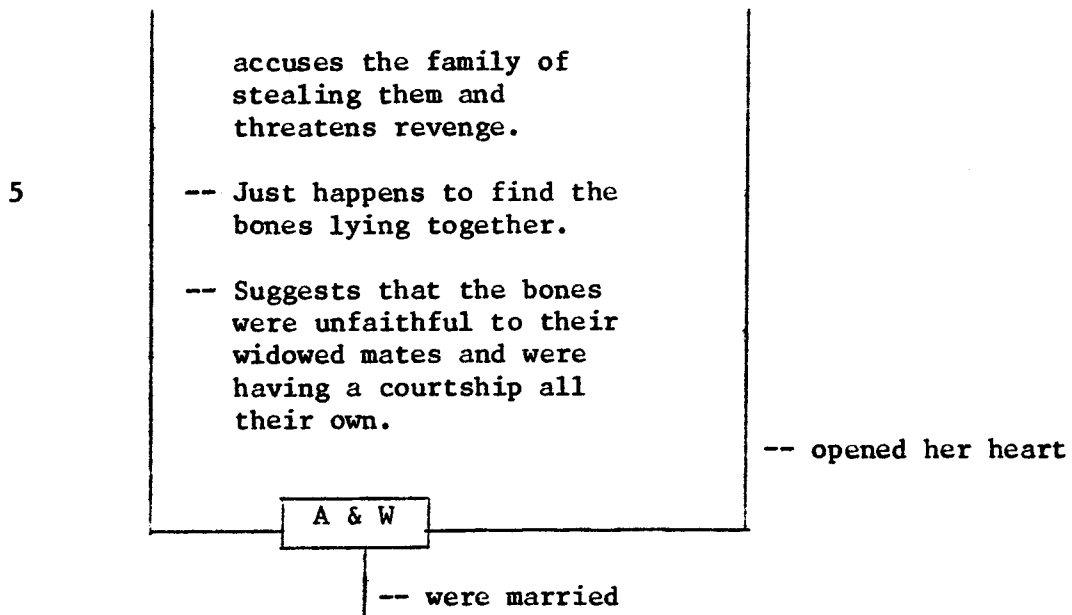 accuses the family of
stealing them and
threatens revenge.
5 -- Just happens to find the
bones lying together.
-- Suggests that the bones
were unfaithful to their
widowed mates and were
having a courtship all
their own.
-- opened her heart
A & W
-- were married